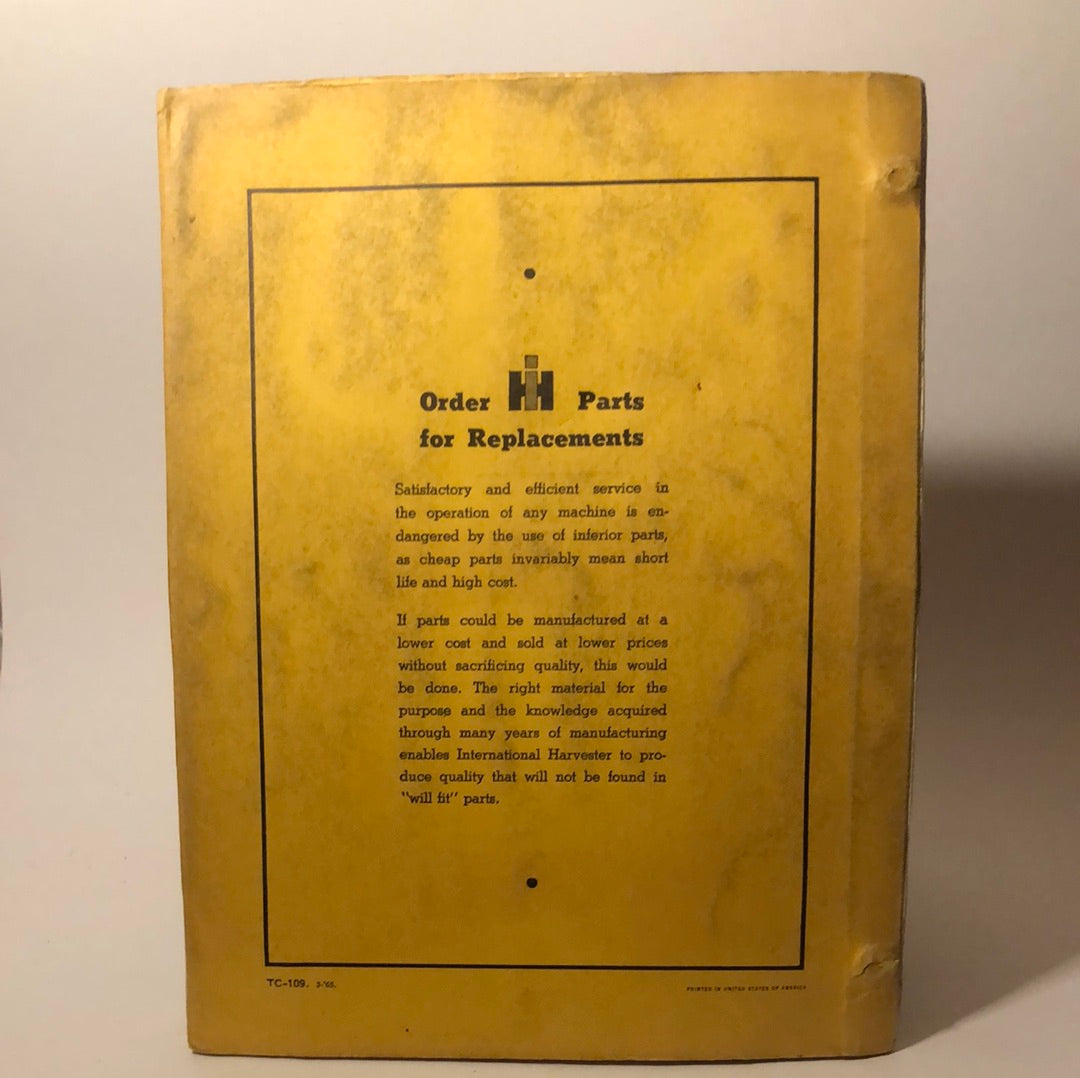 Order IH Parts
for Replacements
Satisfactory and efficient service in
the operation of any machine is en-
dangered by the use of inferior parts,
as cheap parts invariably mean short
life and high cost.
If parts could be manufactured at a
lower cost and sold at lower prices
without sacrificing quality, this would
be done. The right material for the
purpose and the knowledge acquired
through many years of manufacturing
enables International Harvester to pro-
duce quality that will not be found in
"will fit" parts.
TC-109. 3-'65.
PRINTED IN UNITED STATES OF AMERICA